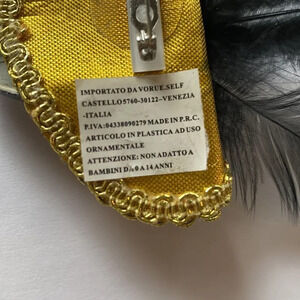 IMPORTATO DA VORUE.SELF
CASTELLO 5760-30122--VENEZIA
-ITALIA
P.IVA:04338090279 MADE IN P.R.C.
ARTICOLO IN PLASTICA AD USO
ORNAMENTALE
ATTENZIONE: NON ADATTO A
BAMBINI DA 0 A 14 ANNI